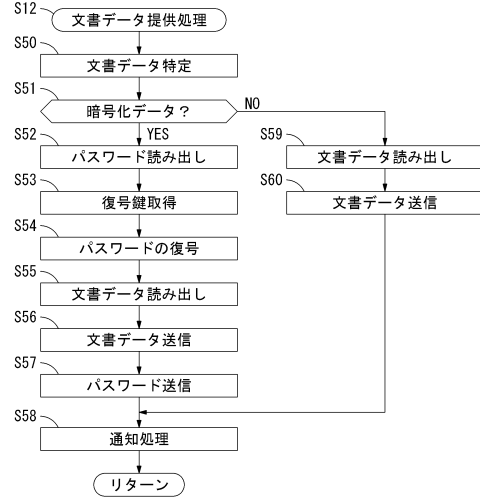 S12
文書データ提供処理
S50
文書データ特定
S51
暗号化データ？
NO
YES
S52
パスワード読み出し
S59
文書データ読み出し
S53
復号鍵取得
S60
文書データ送信
S54
パスワードの復号
S55
文書データ読み出し
S56
文書データ送信
S57
パスワード送信
S58
通知処理
リターン